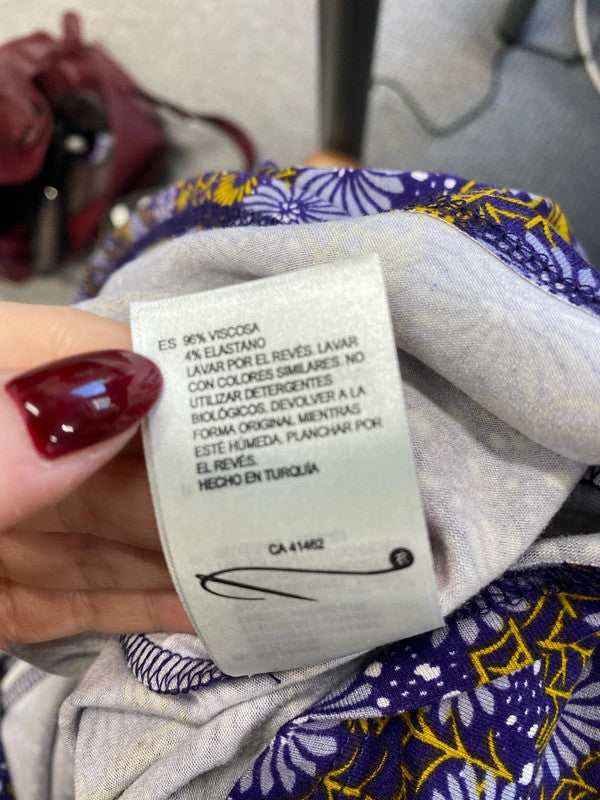 ES 96% VISCOSA
4% ELASTANO
LAVAR POR EL REVÉS. LAVAR
CON COLORES SIMILARES. NO
UTILIZAR DETERGENTES
BIOLÓGICOS. DEVOLVER A LA
FORMA ORIGINAL MIENTRAS
ESTÉ HÚMEDA. PLANCHAR POR
EL REVÉS.
HECHO EN TURQUÍA
CA 41462